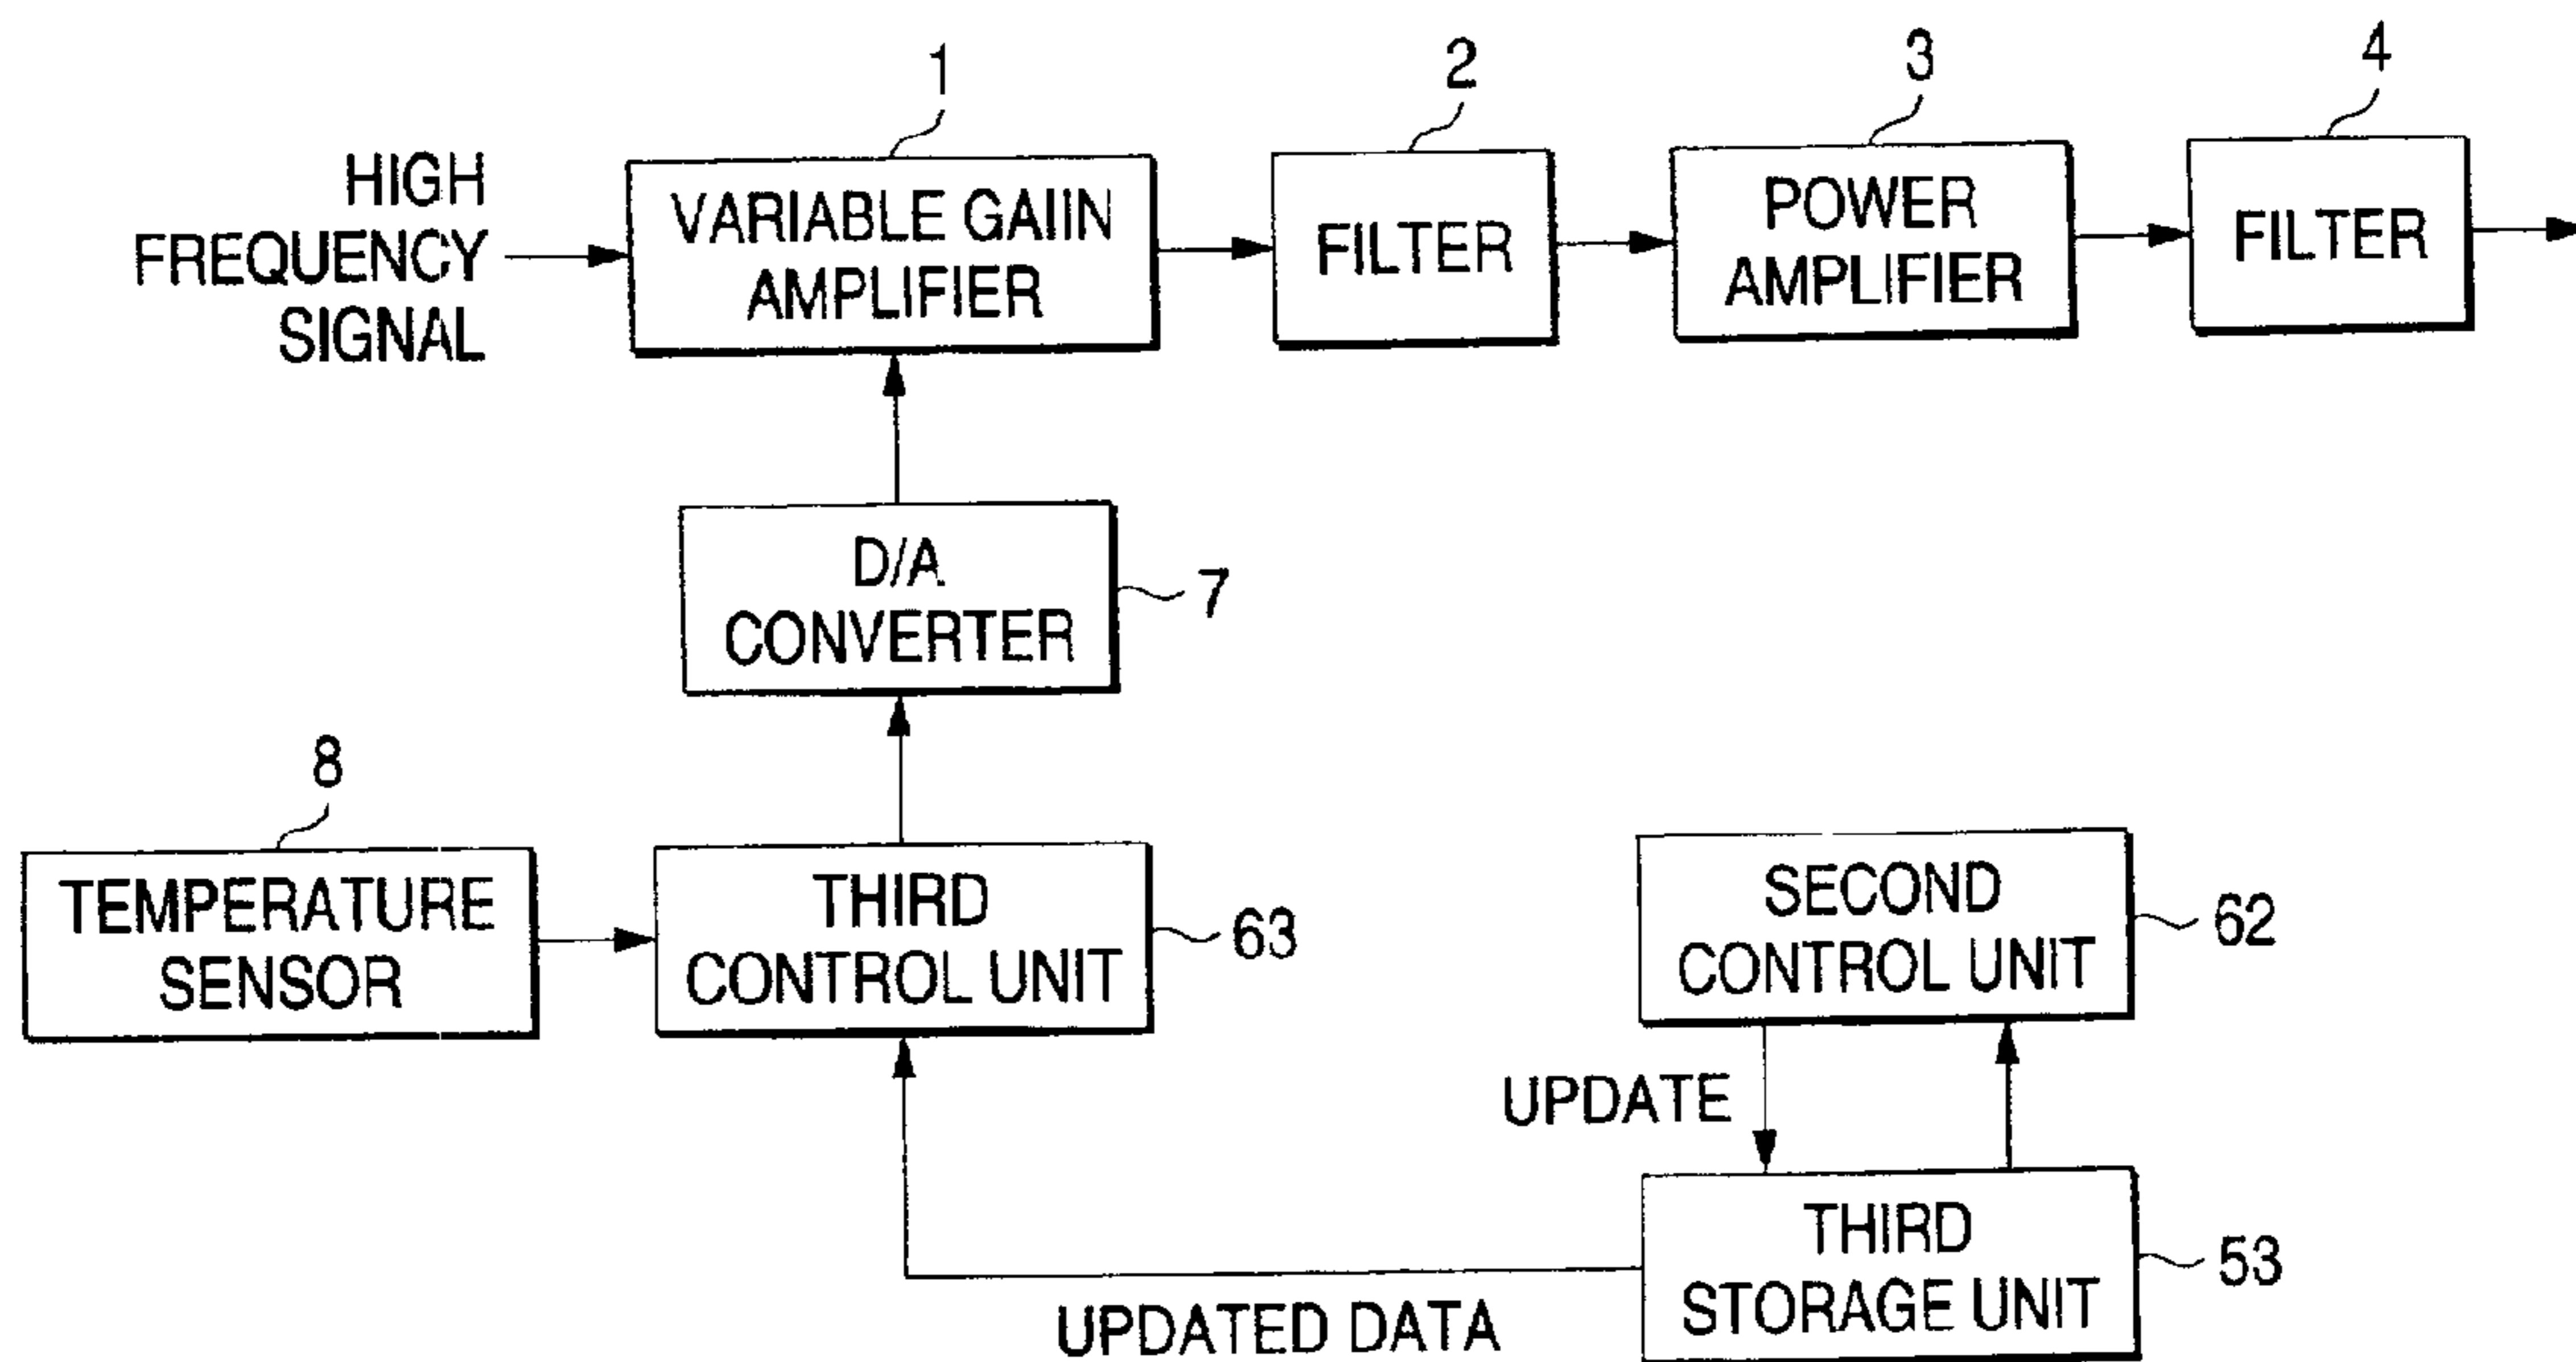 1
2
3
4
HIGH
FREQUENCY
SIGNAL
VARIABLE GAIIN
AMPLIFIER
FILTER
POWER
AMPLIFIER
FILTER
D/A
CONVERTER
7
8
TEMPERATURE
SENSOR
THIRD
CONTROL UNIT
63
SECOND
CONTROL UNIT
62
UPDATE
THIRD
STORAGE UNIT
53
UPDATED DATA